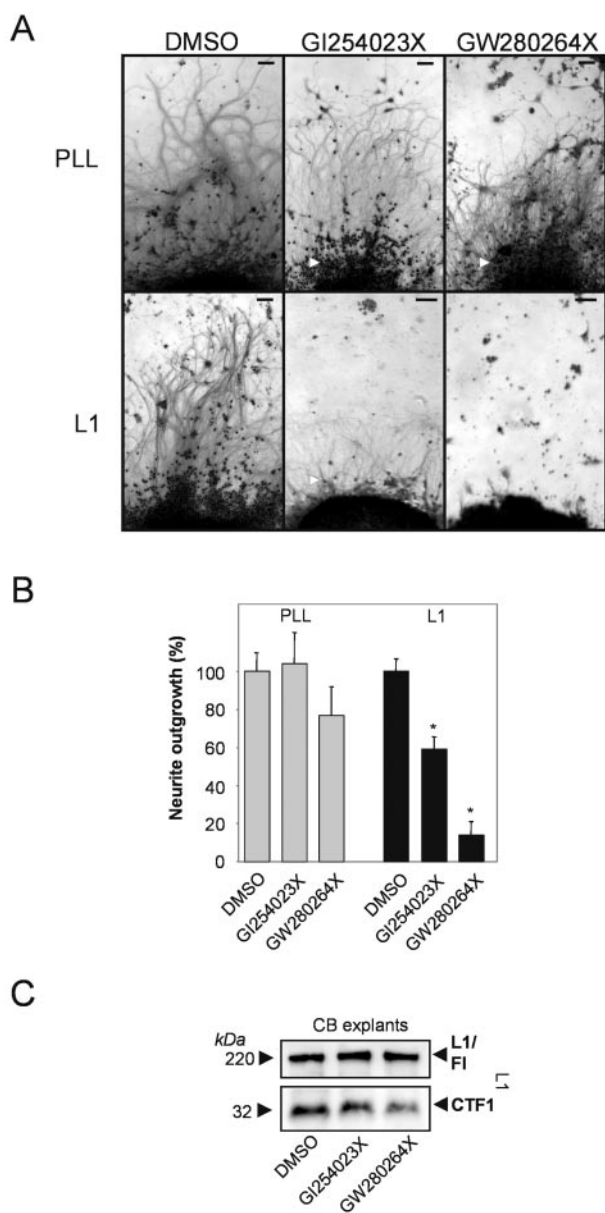 A
DMSO GI254023X GW280264X
PLL
L1
B
Neurite outgrowth (%)
PLL L1
100
80
60
40
20
0
* *
DMSO GI254023X GW280264X DMSO GI254023X GW280264X
C
CB explants
kDa
220 L1/
FI
32 CTF1
L1
DMSO GI254023X GW280264X